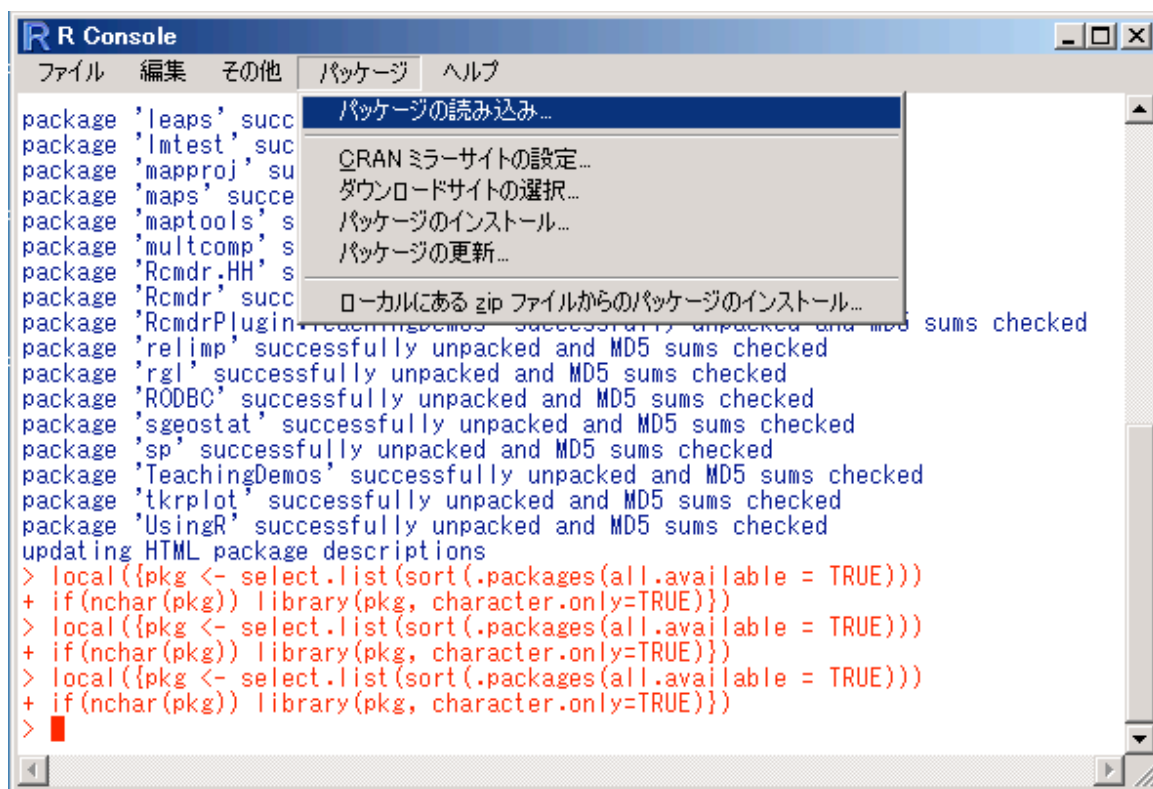 R Console
ファイル 編集 その他 パッケージ ヘルプ
パッケージの読み込み...
CRAN ミラーサイトの設定...
ダウンロードサイトの選択...
パッケージのインストール...
パッケージの更新...
ローカルにある zip ファイルからのパッケージのインストール...
package 'leaps' succ
package 'lmtest' suc
package 'mapproj' su
package 'maps' succe
package 'maptools' s
package 'multcomp' s
package 'Rcmdr.HH' s
package 'Rcmdr' succ
package 'RcmdrPlugin.TeachingDemos' successfully unpacked and MD5 sums checked
package 'relimp' successfully unpacked and MD5 sums checked
package 'rgl' successfully unpacked and MD5 sums checked
package 'RODBC' successfully unpacked and MD5 sums checked
package 'sgeostat' successfully unpacked and MD5 sums checked
package 'sp' successfully unpacked and MD5 sums checked
package 'TeachingDemos' successfully unpacked and MD5 sums checked
package 'tkrplot' successfully unpacked and MD5 sums checked
package 'UsingR' successfully unpacked and MD5 sums checked
updating HTML package descriptions
> local({pkg <- select.list(sort(.packages(all.available = TRUE)))
+ if(nchar(pkg)) library(pkg, character.only=TRUE)})
> local({pkg <- select.list(sort(.packages(all.available = TRUE)))
+ if(nchar(pkg)) library(pkg, character.only=TRUE)})
> local({pkg <- select.list(sort(.packages(all.available = TRUE)))
+ if(nchar(pkg)) library(pkg, character.only=TRUE)})
>